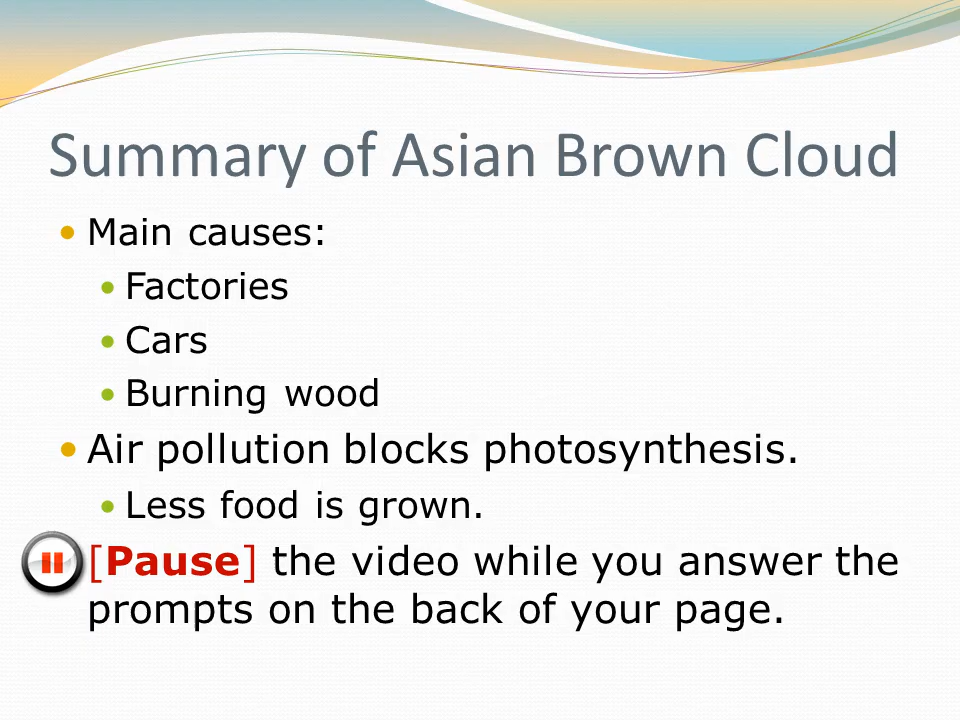 Summary of Asian Brown Cloud
Main causes:
Factories
Cars
Burning wood
Air pollution blocks photosynthesis.
Less food is grown.
[Pause] the video while you answer the
prompts on the back of your page.